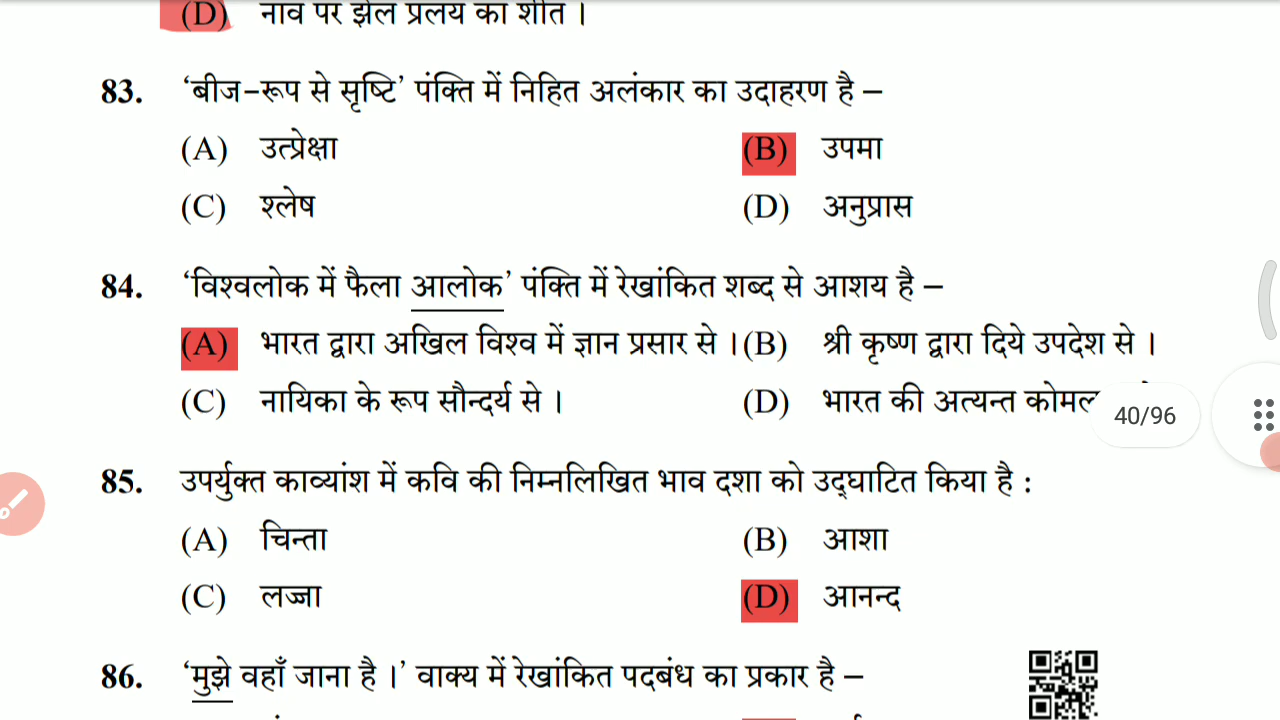 (D) नाव पर झेल प्रलय का शीत ।
83. ‘बीज–रूप से सृष्टि’ पंक्ति में निहित अलंकार का उदाहरण है –
(A) उत्प्रेक्षा (B) उपमा
(C) श्लेष (D) अनुप्रास
84. ‘विश्वलोक में फैला आलोक’ पंक्ति में रेखांकित शब्द से आशय है –
(A) भारत द्वारा अखिल विश्व में ज्ञान प्रसार से । (B) श्री कृष्ण द्वारा दिये उपदेश से ।
(C) नायिका के रूप सौन्दर्य से । (D) भारत की अत्यन्त
40/96
85. उपर्युक्त काव्यांश में कवि की निम्नलिखित भाव दशा को उद्‌घाटित किया है :
(A) चिन्ता (B) आशा
(C) लज्जा (D) आनन्द
86. ‘मुझे वहाँ जाना है ।’ वाक्य में रेखांकित पदबंध का प्रकार है –